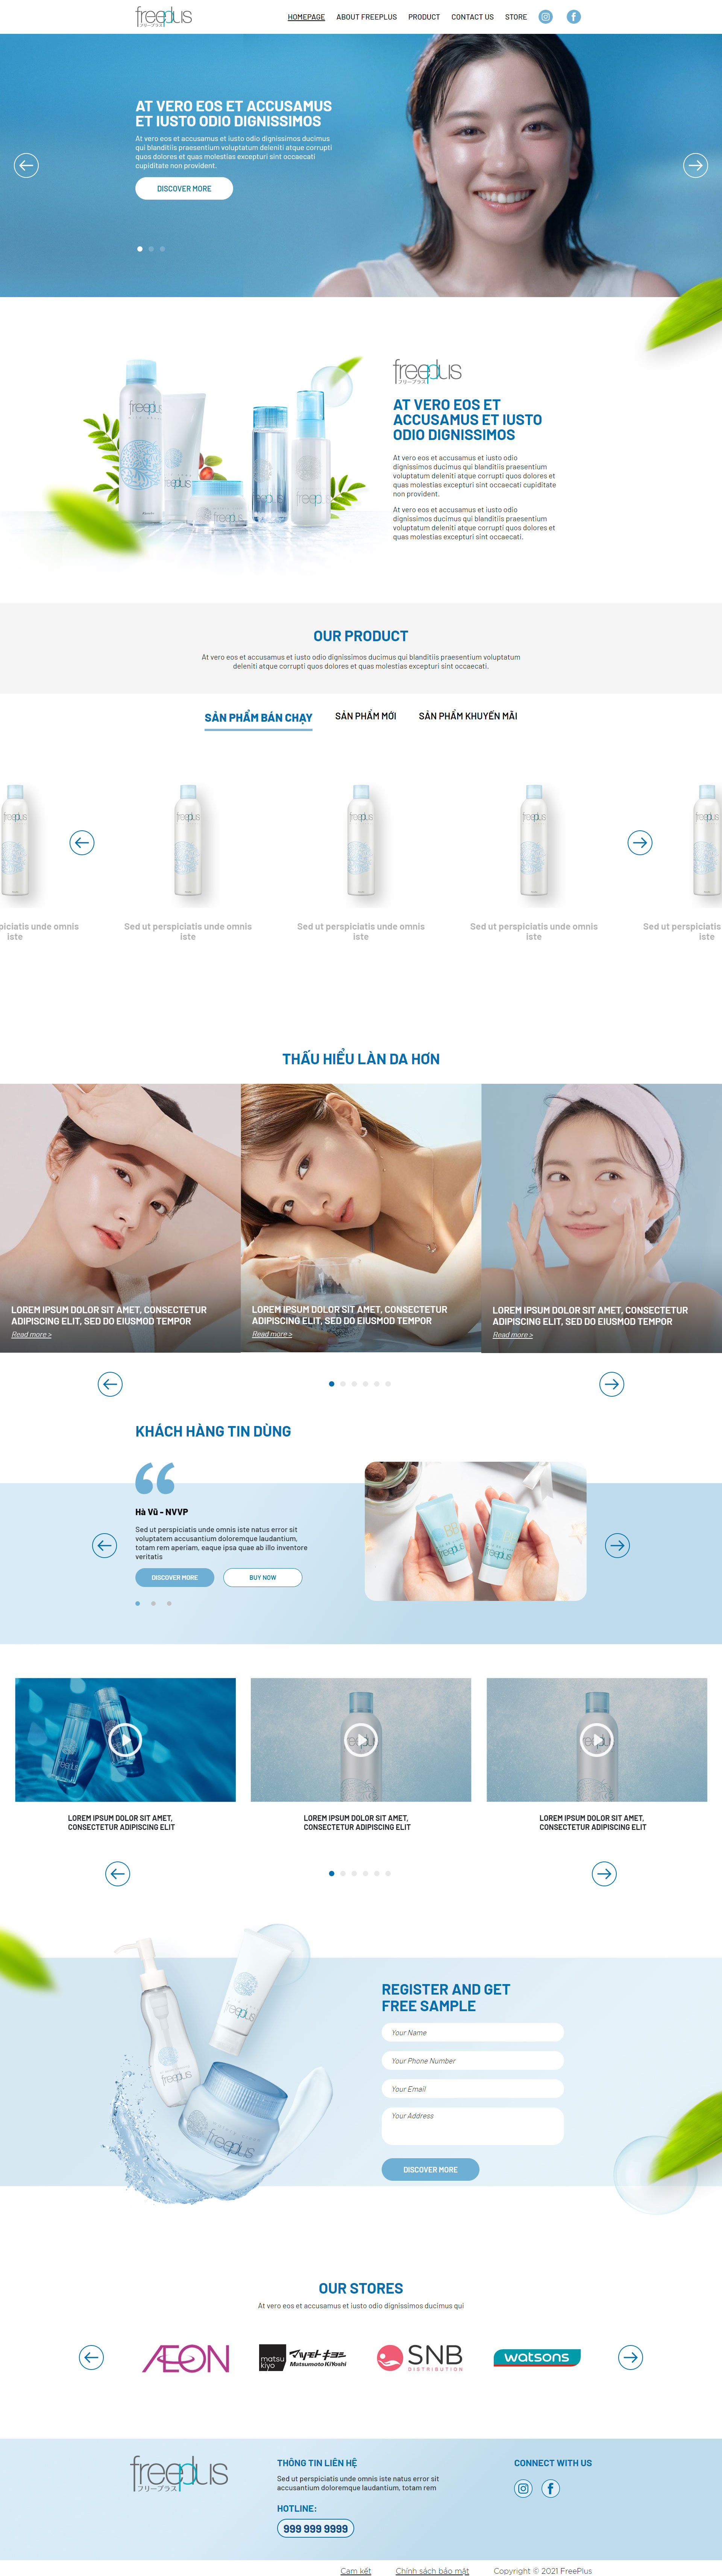 freeplus
フリープラス
HOMEPAGE
ABOUT FREEPLUS
PRODUCT
CONTACT US
STORE
AT VERO EOS ET ACCUSAMUS
ET IUSTO ODIO DIGNISSIMOS
At vero eos et accusamus et iusto odio dignissimos ducimus
qui blanditiis praesentium voluptatum deleniti atque corrupti
quos dolores et quas molestias excepturi sint occaecati
cupiditate non provident.
DISCOVER MORE
freeplus
フリープラス
AT VERO EOS ET
ACCUSAMUS ET IUSTO
ODIO DIGNISSIMOS
At vero eos et accusamus et iusto odio
dignissimos ducimus qui blanditiis praesentium
voluptatum deleniti atque corrupti quos dolores et
quas molestias excepturi sint occaecati cupiditate
non provident.
At vero eos et accusamus et iusto odio
dignissimos ducimus qui blanditiis praesentium
voluptatum deleniti atque corrupti quos dolores et
quas molestias excepturi sint occaecati.
OUR PRODUCT
At vero eos et accusamus et iusto odio dignissimos ducimus qui blanditiis praesentium voluptatum
deleniti atque corrupti quos dolores et quas molestias excepturi sint occaecati.
SẢN PHẨM BÁN CHẠY
SẢN PHẨM MỚI
SẢN PHẨM KHUYẾN MÃI
piciatis unde omnis
iste
Sed ut perspiciatis unde omnis
iste
Sed ut perspiciatis unde omnis
iste
Sed ut perspiciatis unde omnis
iste
Sed ut perspiciatis
iste
THẤU HIỂU LÀN DA HƠN
LOREM IPSUM DOLOR SIT AMET, CONSECTETUR
ADIPISCING ELIT, SED DO EIUSMOD TEMPOR
Read more >
LOREM IPSUM DOLOR SIT AMET, CONSECTETUR
ADIPISCING ELIT, SED DO EIUSMOD TEMPOR
Read more >
LOREM IPSUM DOLOR SIT AMET, CONSECTETUR
ADIPISCING ELIT, SED DO EIUSMOD TEMPOR
Read more >
KHÁCH HÀNG TIN DÙNG
Hà Vũ - NVVP
Sed ut perspiciatis unde omnis iste natus error sit
voluptatem accusantium doloremque laudantium,
totam rem aperiam, eaque ipsa quae ab illo inventore
veritatis
DISCOVER MORE
BUY NOW
LOREM IPSUM DOLOR SIT AMET,
CONSECTETUR ADIPISCING ELIT
LOREM IPSUM DOLOR SIT AMET,
CONSECTETUR ADIPISCING ELIT
LOREM IPSUM DOLOR SIT AMET,
CONSECTETUR ADIPISCING ELIT
REGISTER AND GET
FREE SAMPLE
Your Name
Your Phone Number
Your Email
Your Address
DISCOVER MORE
OUR STORES
At vero eos et accusamus et iusto odio dignissimos ducimus qui
ÆON
matsu
kiyo
マツモトキヨシ
Matsumoto KiYoshi
SNB
DISTRIBUTION
watsons
freeplus
フリープラス
THÔNG TIN LIÊN HỆ
Sed ut perspiciatis unde omnis iste natus error sit
accusantium doloremque laudantium, totam rem
HOTLINE:
999 999 9999
CONNECT WITH US
Cam kết
Chính sách bảo mật
Copyright © 2021 FreePlus